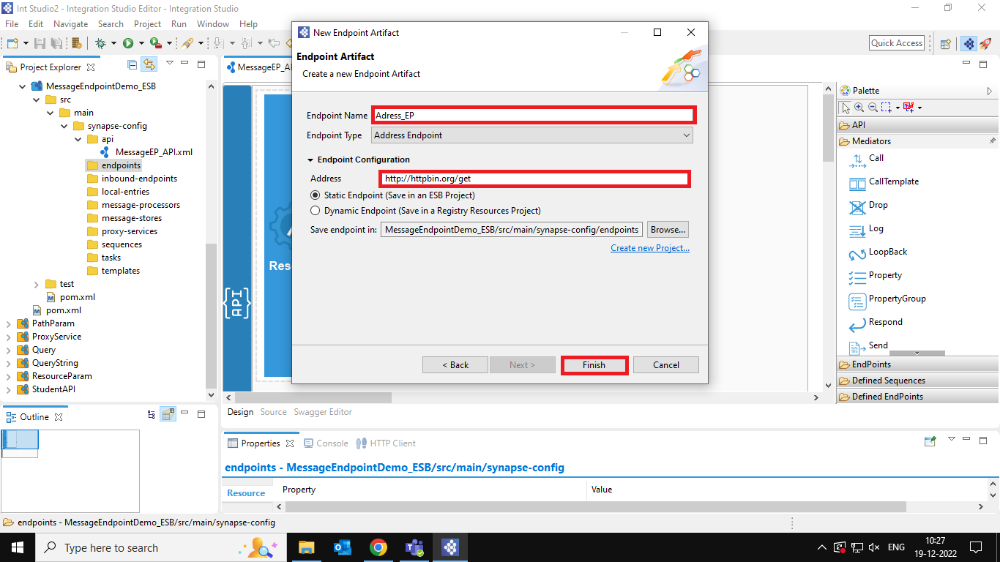 Int Studio2 - Integration Studio Editor - Integration Studio
File Edit Navigate Search Project Run Window Help
Quick Access
Project Explorer
MessageEndpointDemo_ESB
src
main
synapse-config
api
MessageEP_API.xml
endpoints
inbound-endpoints
local-entries
message-processors
message-stores
proxy-services
sequences
tasks
templates
test
pom.xml
pom.xml
PathParam
ProxyService
Query
QueryString
ResourceParam
StudentAPI
Outline
MessageEP_AP
Res
{API}
New Endpoint Artifact
Endpoint Artifact
Create a new Endpoint Artifact
Endpoint Name Adress_EP
Endpoint Type Address Endpoint
Endpoint Configuration
Address http://httpbin.org/get
Static Endpoint (Save in an ESB Project)
Dynamic Endpoint (Save in a Registry Resources Project)
Save endpoint in: MessageEndpointDemo_ESB/src/main/synapse-config/endpoints Browse...
Create new Project...
< Back Next > Finish Cancel
Palette
API
Mediators
Call
CallTemplate
Drop
Log
LoopBack
Property
PropertyGroup
Respond
Send
EndPoints
Defined Sequences
Defined EndPoints
Design Source Swagger Editor
Properties Console HTTP Client
endpoints - MessageEndpointDemo_ESB/src/main/synapse-config
Resource Property Value
endpoints - MessageEndpointDemo_ESB/src/main/synapse-config
Type here to search
ENG
10:27
19-12-2022